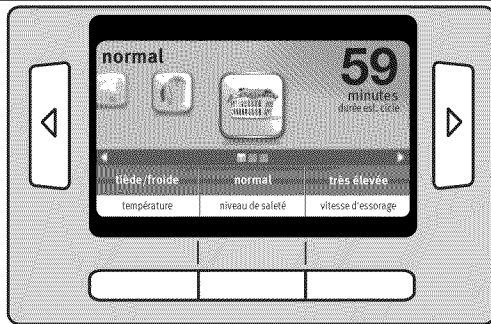 normal
59
minutes
durée est. cicle
tiède/froide normal très élevée
température niveau de saleté vitesse d'essorage